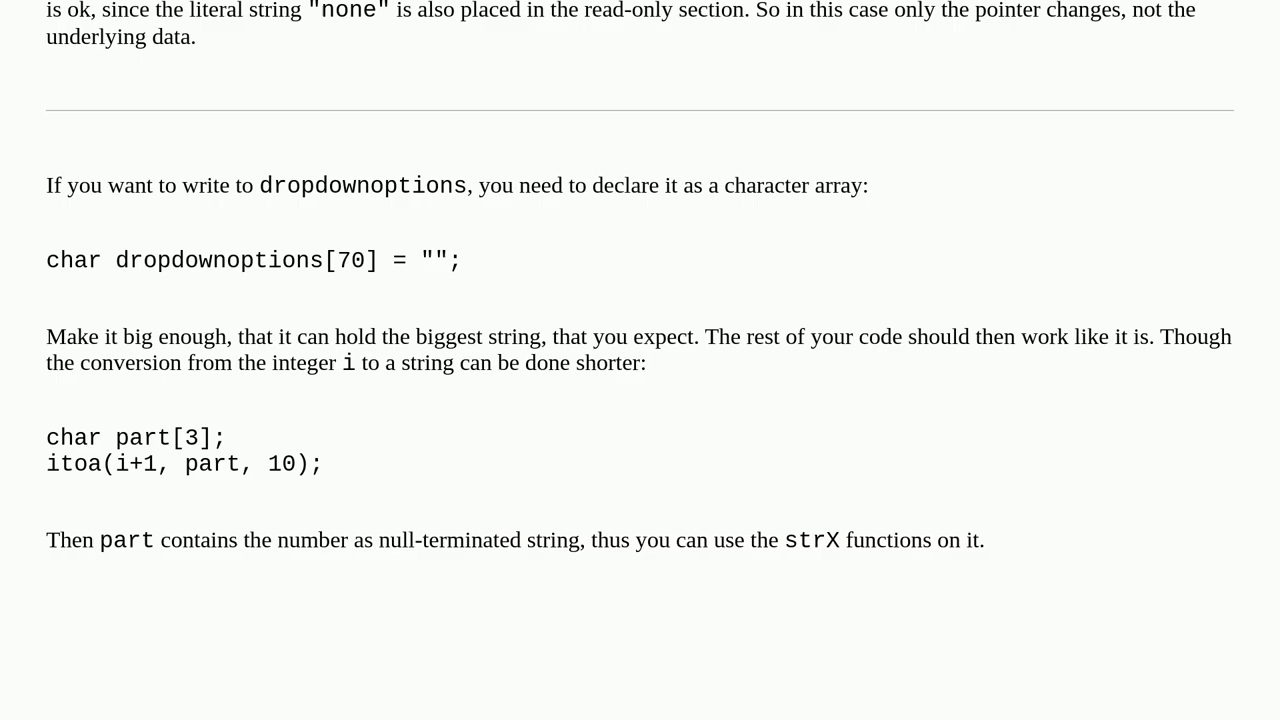 is ok, since the literal string "none" is also placed in the read-only section. So in this case only the pointer changes, not the
underlying data.
If you want to write to dropdownoptions, you need to declare it as a character array:
char dropdownoptions[70] = "";
Make it big enough, that it can hold the biggest string, that you expect. The rest of your code should then work like it is. Though
the conversion from the integer i to a string can be done shorter:
char part[3];
itoa(i+1, part, 10);
Then part contains the number as null-terminated string, thus you can use the strX functions on it.